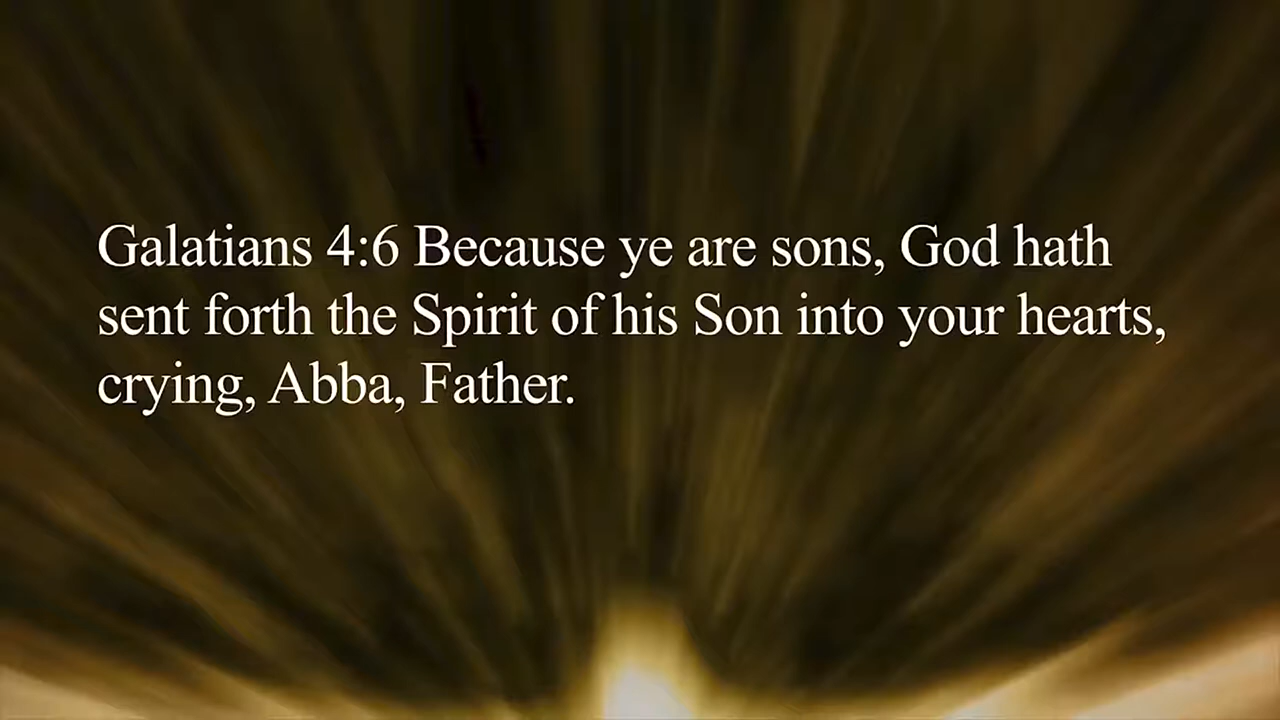 Galatians 4:6 Because ye are sons, God hath
sent forth the Spirit of his Son into your hearts,
crying, Abba, Father.